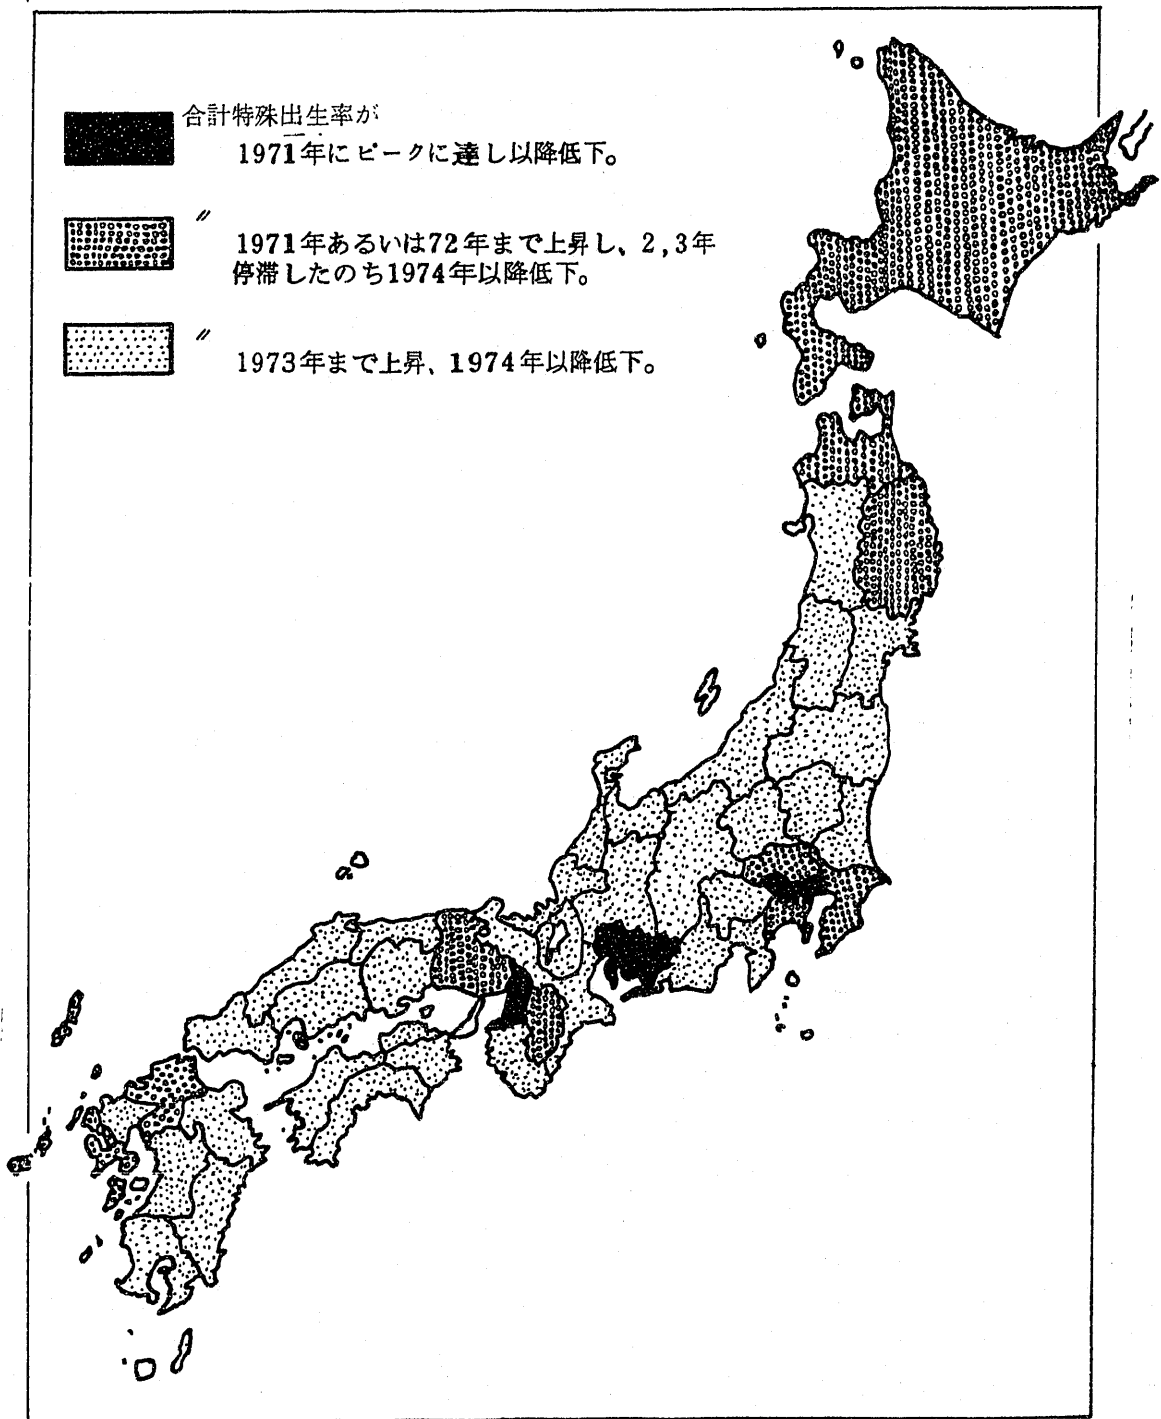 合計特殊出生率が
1971年にピークに達し以降低下。
〃
1971年あるいは72年まで上昇し、2,3年
停滞したのち1974年以降低下。
〃
1973年まで上昇、1974年以降低下。